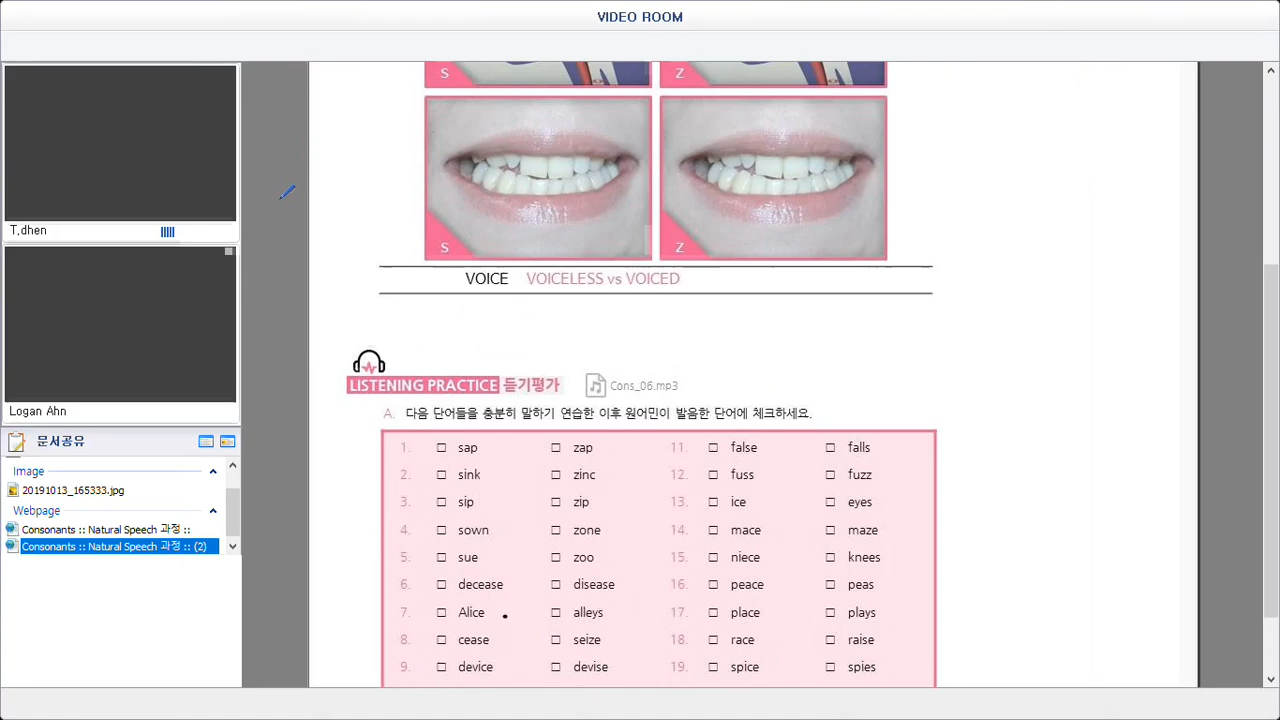 VIDEO ROOM
T,dhen
Logan Ahn
문서공유
Image
20191013_165333.jpg
Webpage
Consonants :: Natural Speech 과정 ::
Consonants :: Natural Speech 과정 :: (2)
S Z
S Z
VOICE VOICELESS vs VOICED
LISTENING PRACTICE 듣기평가 Cons_06.mp3
A. 다음 단어들을 충분히 말하기 연습한 이후 원어민이 발음한 단어에 체크하세요.
1. □ sap □ zap 11. □ false □ falls
2. □ sink □ zinc 12. □ fuss □ fuzz
3. □ sip □ zip 13. □ ice □ eyes
4. □ sown □ zone 14. □ mace □ maze
5. □ sue □ zoo 15. □ niece □ knees
6. □ decease □ disease 16. □ peace □ peas
7. □ Alice □ alleys 17. □ place □ plays
8. □ cease □ seize 18. □ race □ raise
9. □ device □ devise 19. □ spice □ spies